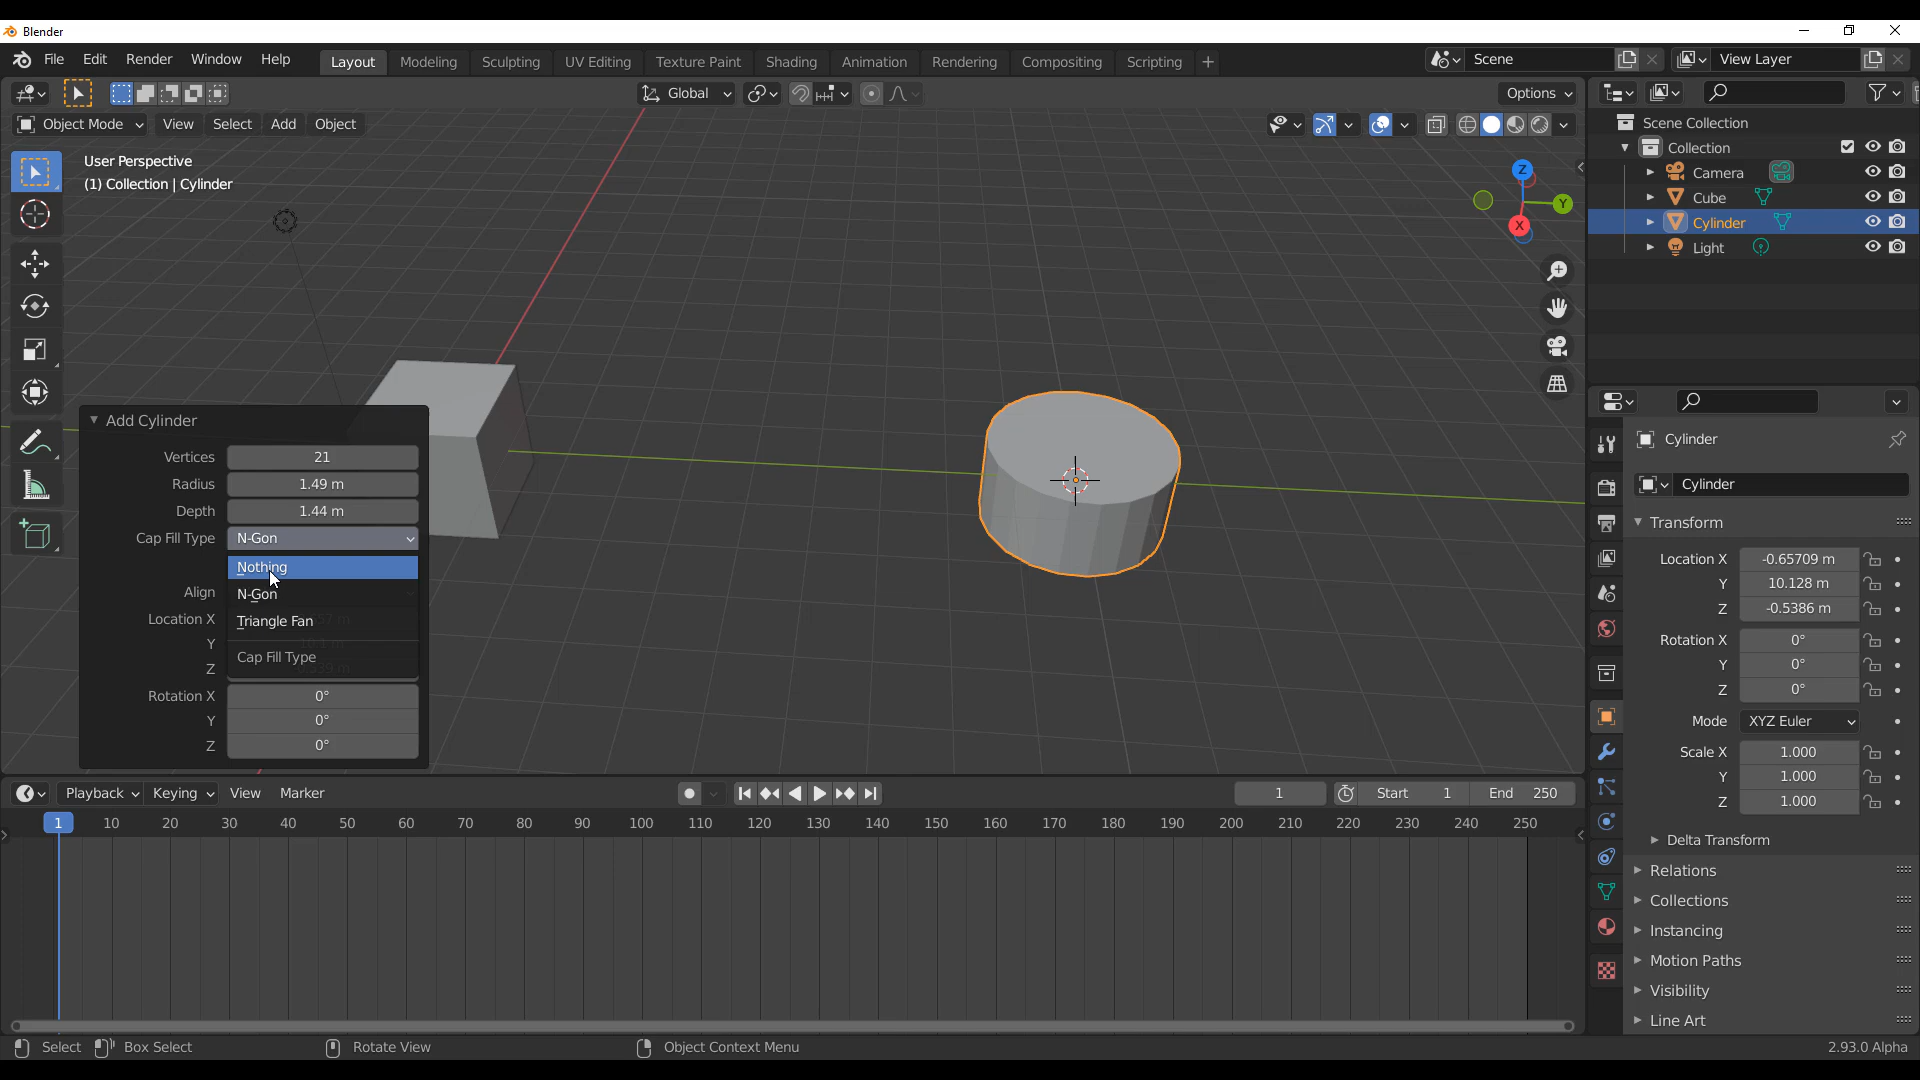 Blender
File Edit Render Window Help Layout Modeling Sculpting UV Editing Texture Paint Shading Animation Rendering Compositing Scripting + Scene View Layer
Global Options
Object Mode View Select Add Object
User Perspective
(1) Collection | Cylinder
Z
Y
X
Scene Collection
Collection
Camera
Cube
Cylinder
Light
Add Cylinder
Vertices 21
Radius 1.49 m
Depth 1.44 m
Cap Fill Type N-Gon
Nothing
N-Gon
Triangle Fan
Cap Fill Type
Align
Location X
Y
Z
Rotation X 0°
Y 0°
Z 0°
Cylinder
Cylinder
Transform
Location X -0.65709 m
Y 10.128 m
Z -0.5386 m
Rotation X 0°
Y 0°
Z 0°
Mode XYZ Euler
Scale X 1.000
Y 1.000
Z 1.000
Delta Transform
Relations
Collections
Instancing
Motion Paths
Visibility
Line Art
Playback Keying View Marker 1 Start 1 End 250
1 10 20 30 40 50 60 70 80 90 100 110 120 130 140 150 160 170 180 190 200 210 220 230 240 250
Select Box Select Rotate View Object Context Menu 2.93.0 Alpha